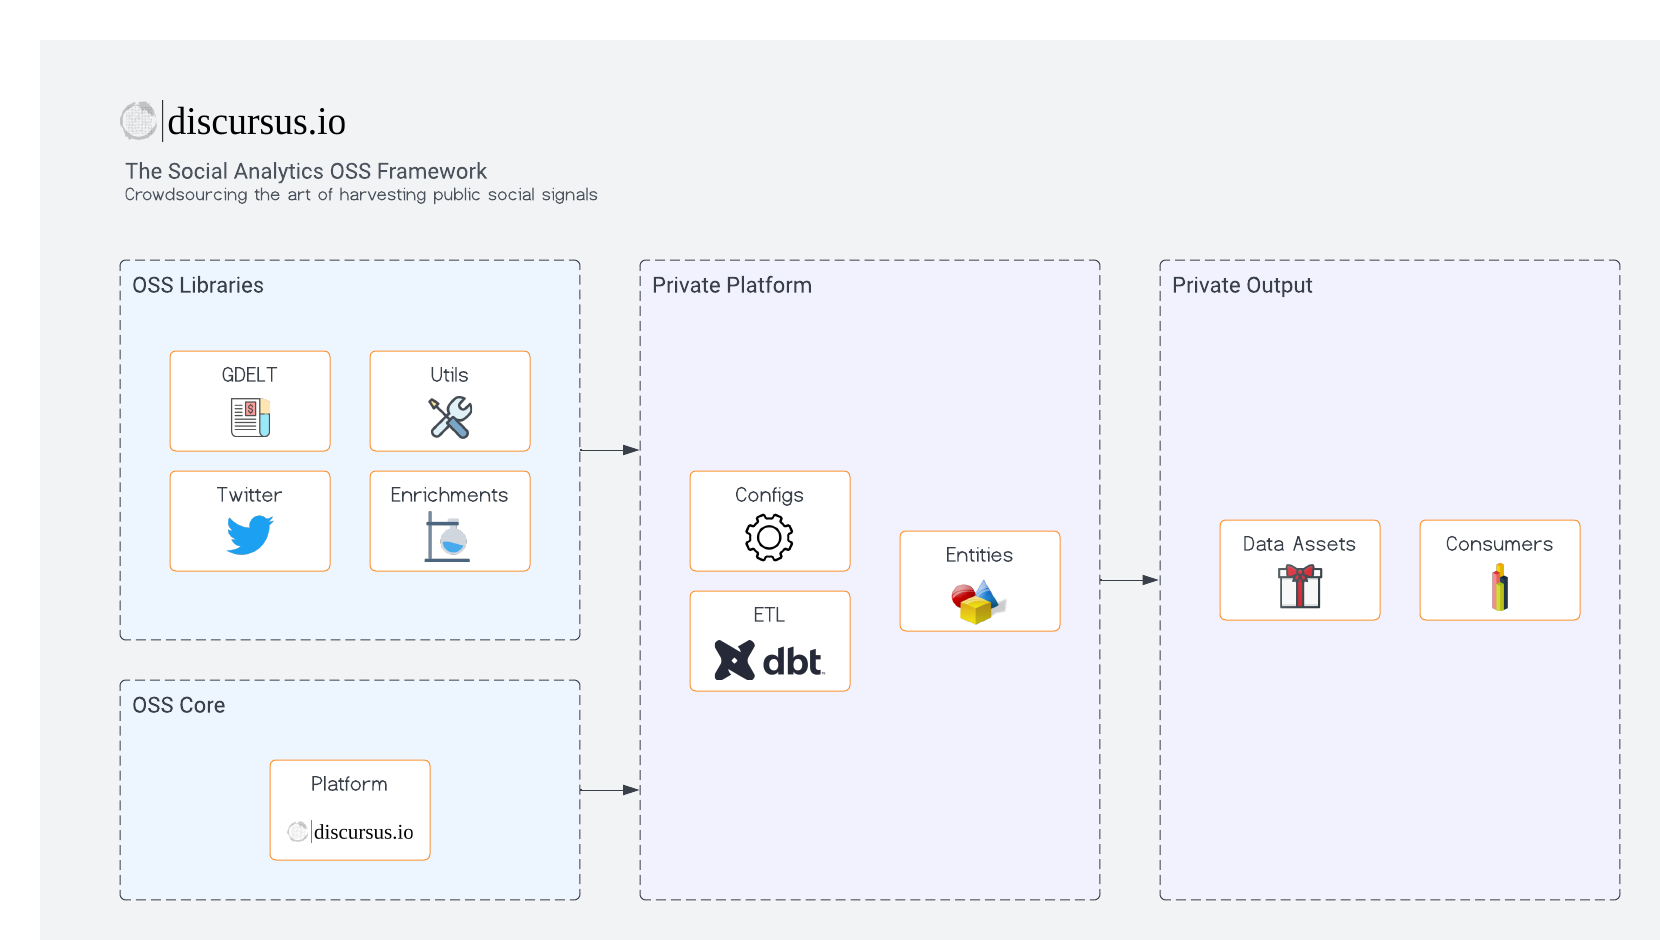 discursus.io
The Social Analytics OSS Framework
Crowdsourcing the art of harvesting public social signals
OSS Libraries
GDELT
Utils
Twitter
Enrichments
OSS Core
Platform
discursus.io
Private Platform
Configs
ETL
dbt
Entities
Private Output
Data Assets
Consumers